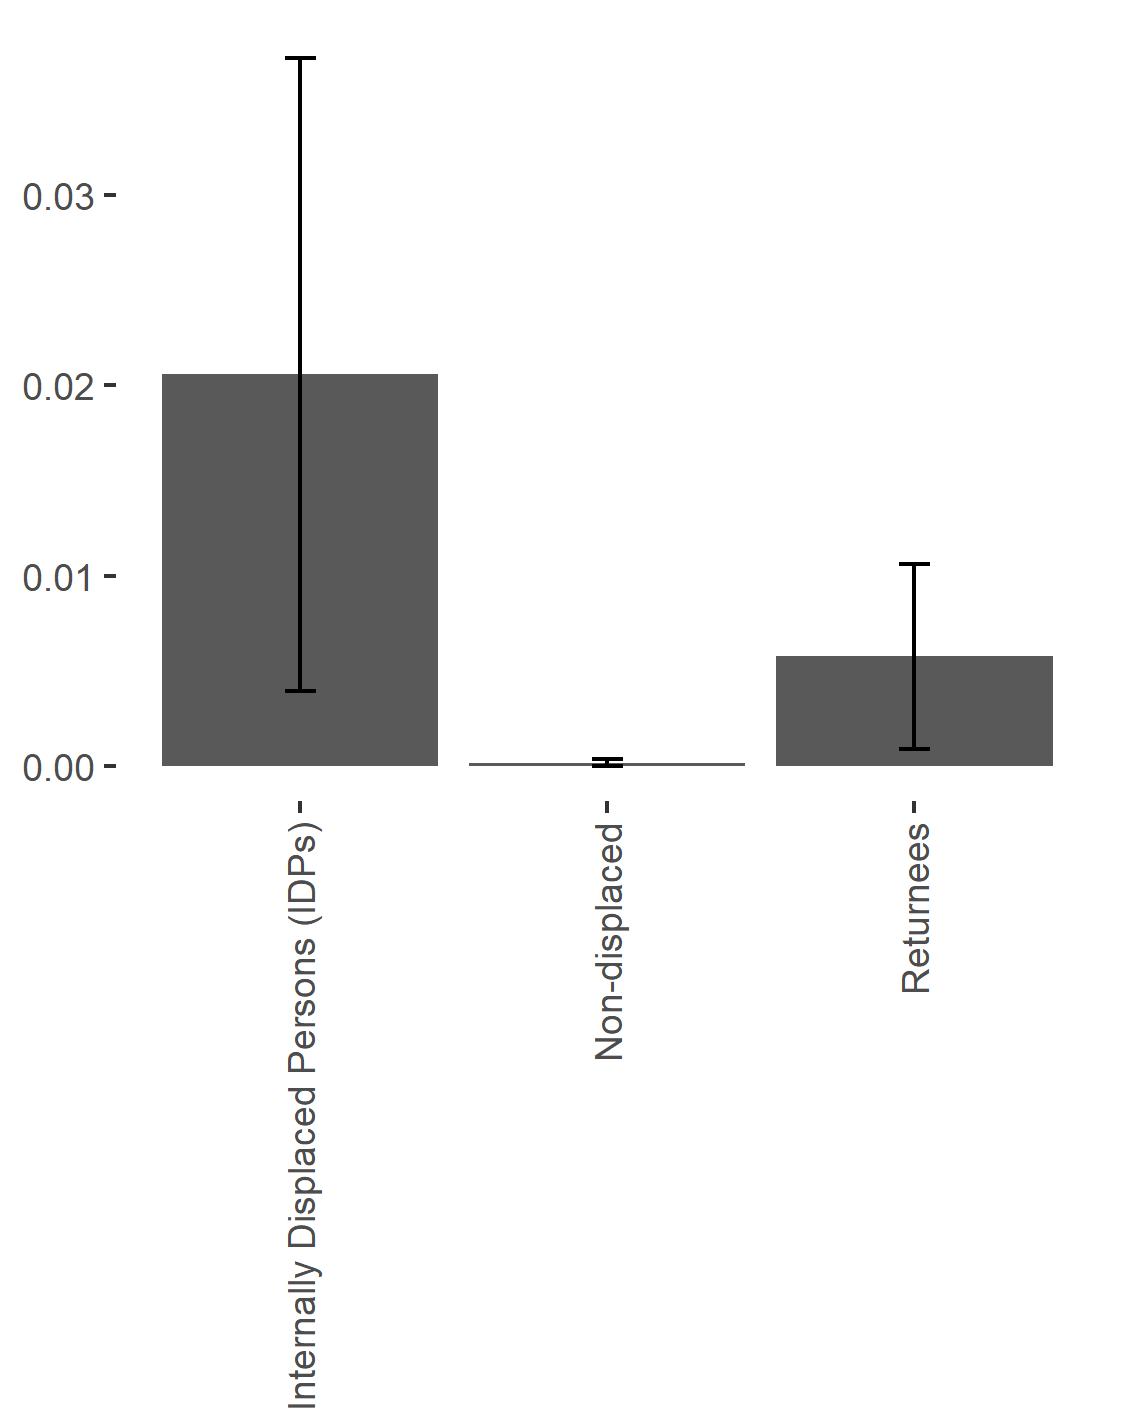 0.03
0.02
0.01
0.00
Internally Displaced Persons (IDPs)
Non-displaced
Returnees